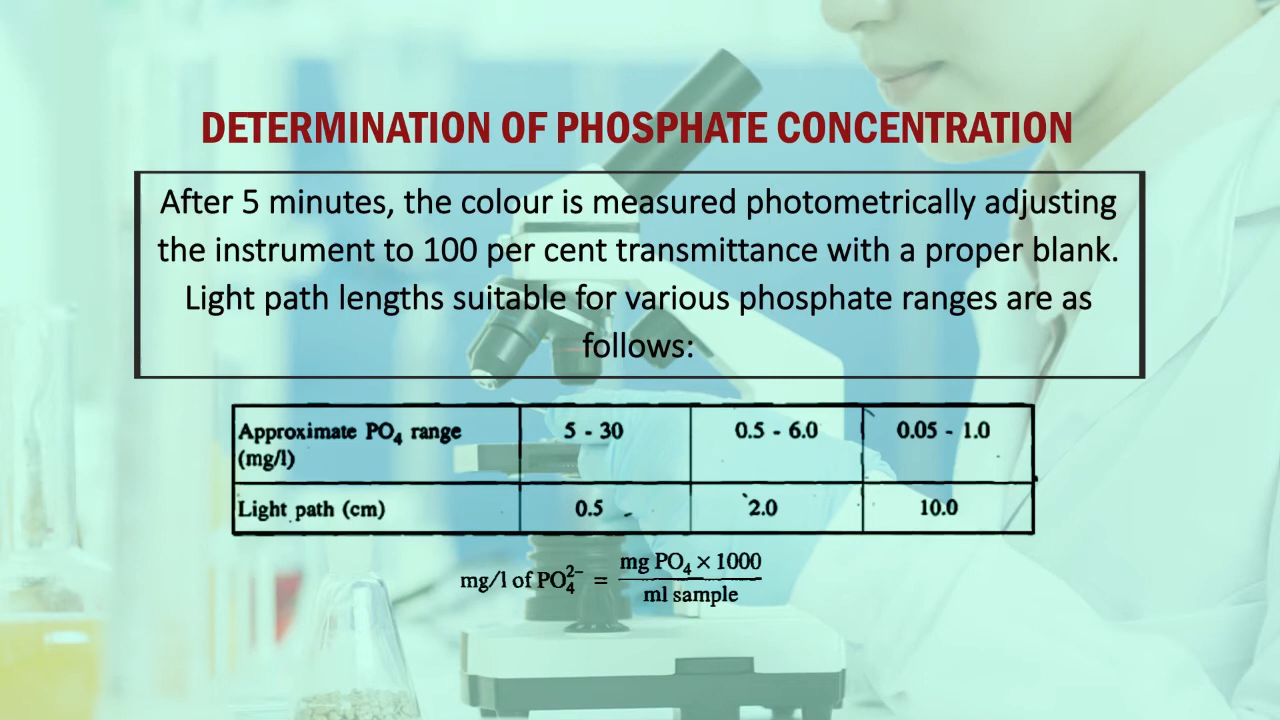 DETERMINATION OF PHOSPHATE CONCENTRATION
After 5 minutes, the colour is measured photometrically adjusting
the instrument to 100 per cent transmittance with a proper blank.
Light path lengths suitable for various phosphate ranges are as
follows:
Approximate PO₄ range 5 - 30 0.5 - 6.0 0.05 - 1.0
(mg/l)
Light path (cm) 0.5 2.0 10.0
mg/l of PO₄²⁻ = mg PO₄ × 1000
ml sample